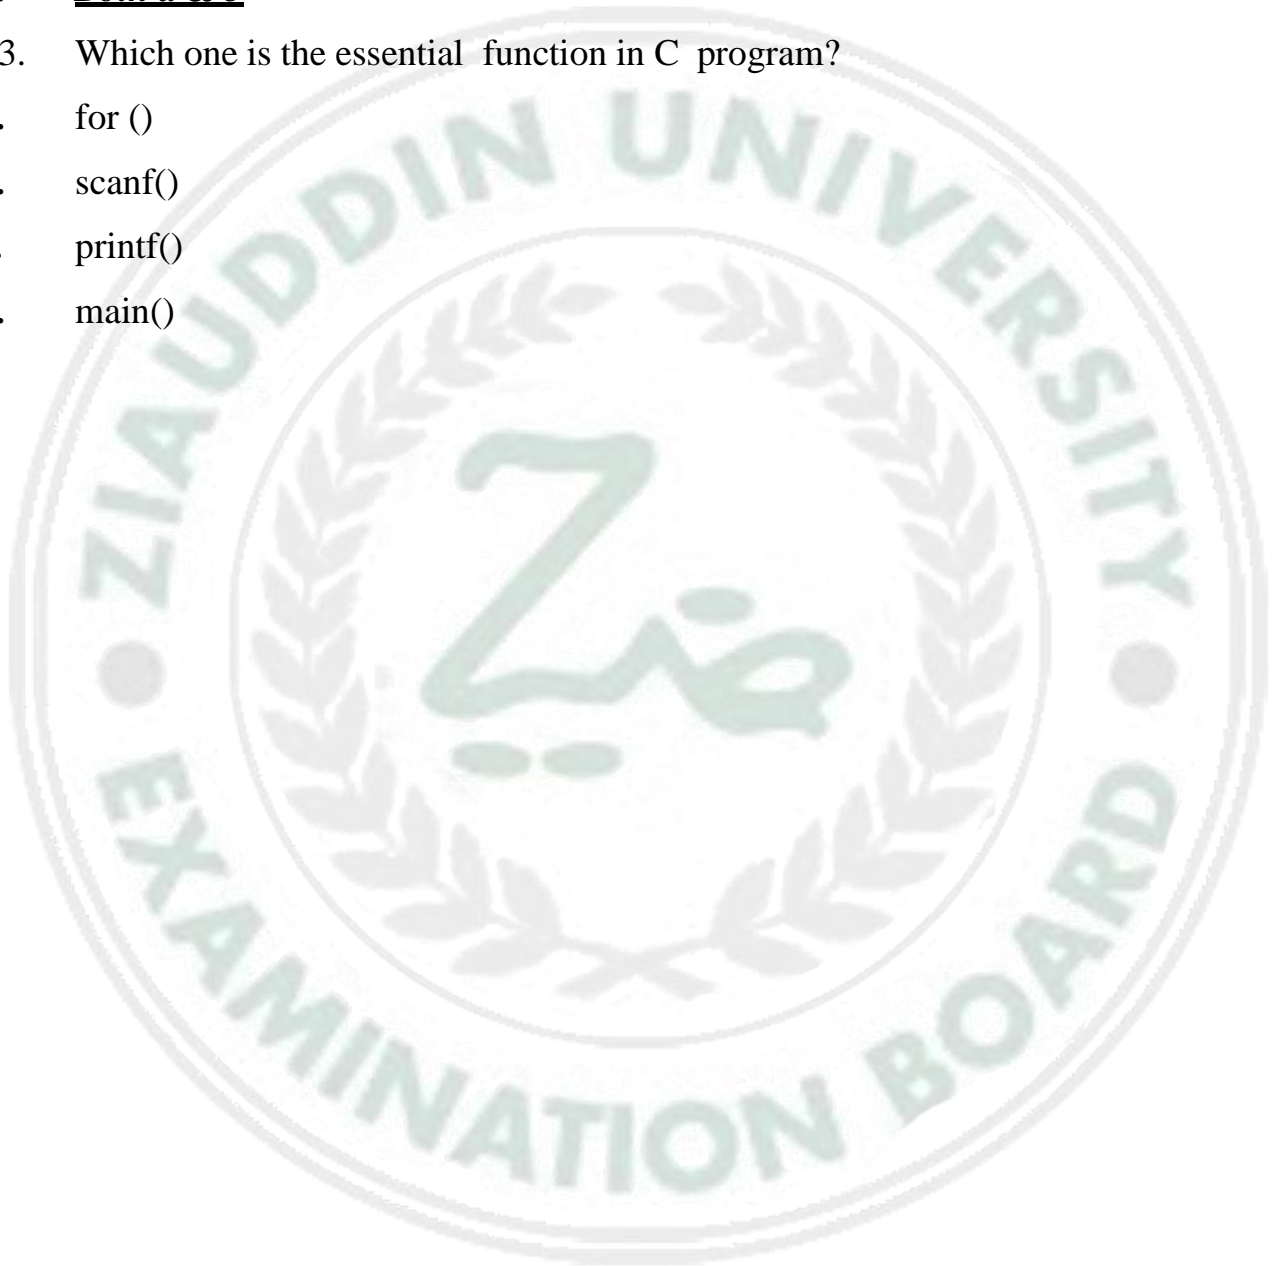 3. Which one is the essential function in C program?
. for ()
. scanf()
. printf()
. main()
ZIAUDDIN UNIVERSITY
EXAMINATION BOARD